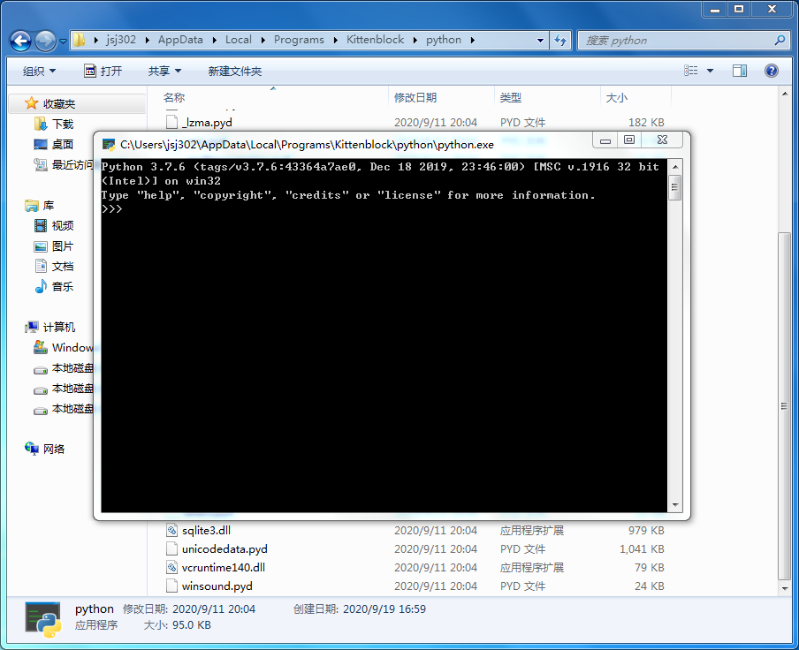 jsj302 AppData Local Programs Kittenblock python
搜索 python
组织 打开 共享 新建文件夹
名称 修改日期 类型 大小
_lzma.pyd 2020/9/11 20:04 PYD 文件 182 KB
收藏夹
下载
桌面
最近访问
库
视频
图片
文档
音乐
计算机
Window
本地磁盘
本地磁盘
本地磁盘
网络
C:\Users\jsj302\AppData\Local\Programs\Kittenblock\python\python.exe
Python 3.7.6 (tags/v3.7.6:43364a7ae0, Dec 18 2019, 23:46:00) [MSC v.1916 32 bit
(Intel)] on win32
Type "help", "copyright", "credits" or "license" for more information.
>>>
sqlite3.dll 2020/9/11 20:04 应用程序扩展 979 KB
unicodedata.pyd 2020/9/11 20:04 PYD 文件 1,041 KB
vcruntime140.dll 2020/9/11 20:04 应用程序扩展 79 KB
winsound.pyd 2020/9/11 20:04 PYD 文件 24 KB
python 修改日期: 2020/9/11 20:04 创建日期: 2020/9/19 16:59
应用程序 大小: 95.0 KB